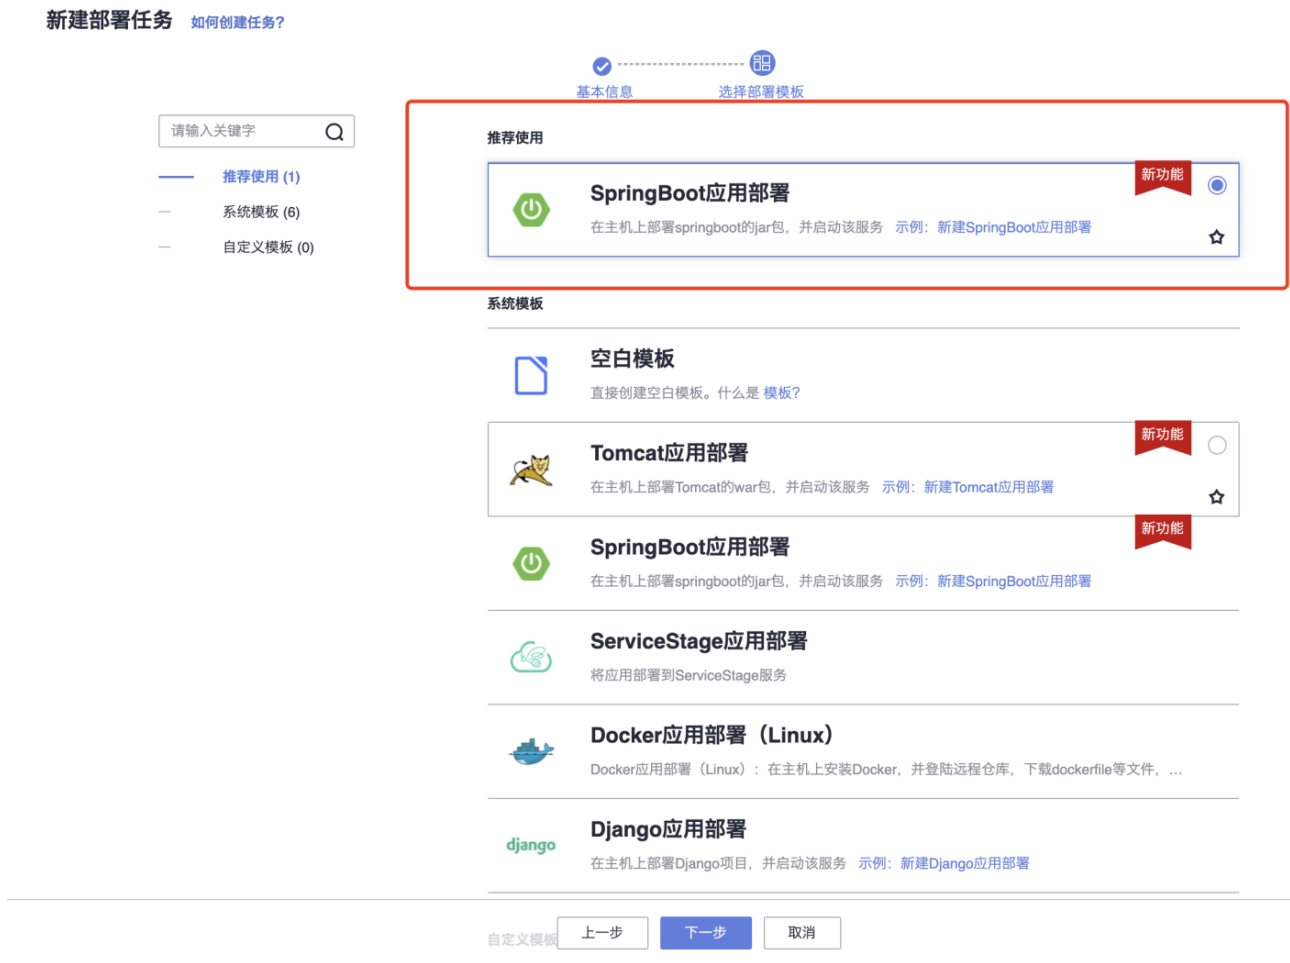 新建部署任务 如何创建任务?
基本信息 选择部署模板
请输入关键字
推荐使用 (1)
系统模板 (6)
自定义模板 (0)
推荐使用
新功能
SpringBoot应用部署
在主机上部署springboot的jar包，并启动该服务 示例：新建SpringBoot应用部署
系统模板
空白模板
直接创建空白模板。什么是 模板?
新功能
Tomcat应用部署
在主机上部署Tomcat的war包，并启动该服务 示例：新建Tomcat应用部署
新功能
SpringBoot应用部署
在主机上部署springboot的jar包，并启动该服务 示例：新建SpringBoot应用部署
ServiceStage应用部署
将应用部署到ServiceStage服务
Docker应用部署（Linux）
Docker应用部署（Linux）：在主机上安装Docker，并登陆远程仓库，下载dockerfile等文件，...
django
Django应用部署
在主机上部署Django项目，并启动该服务 示例：新建Django应用部署
自定义模板
上一步 下一步 取消